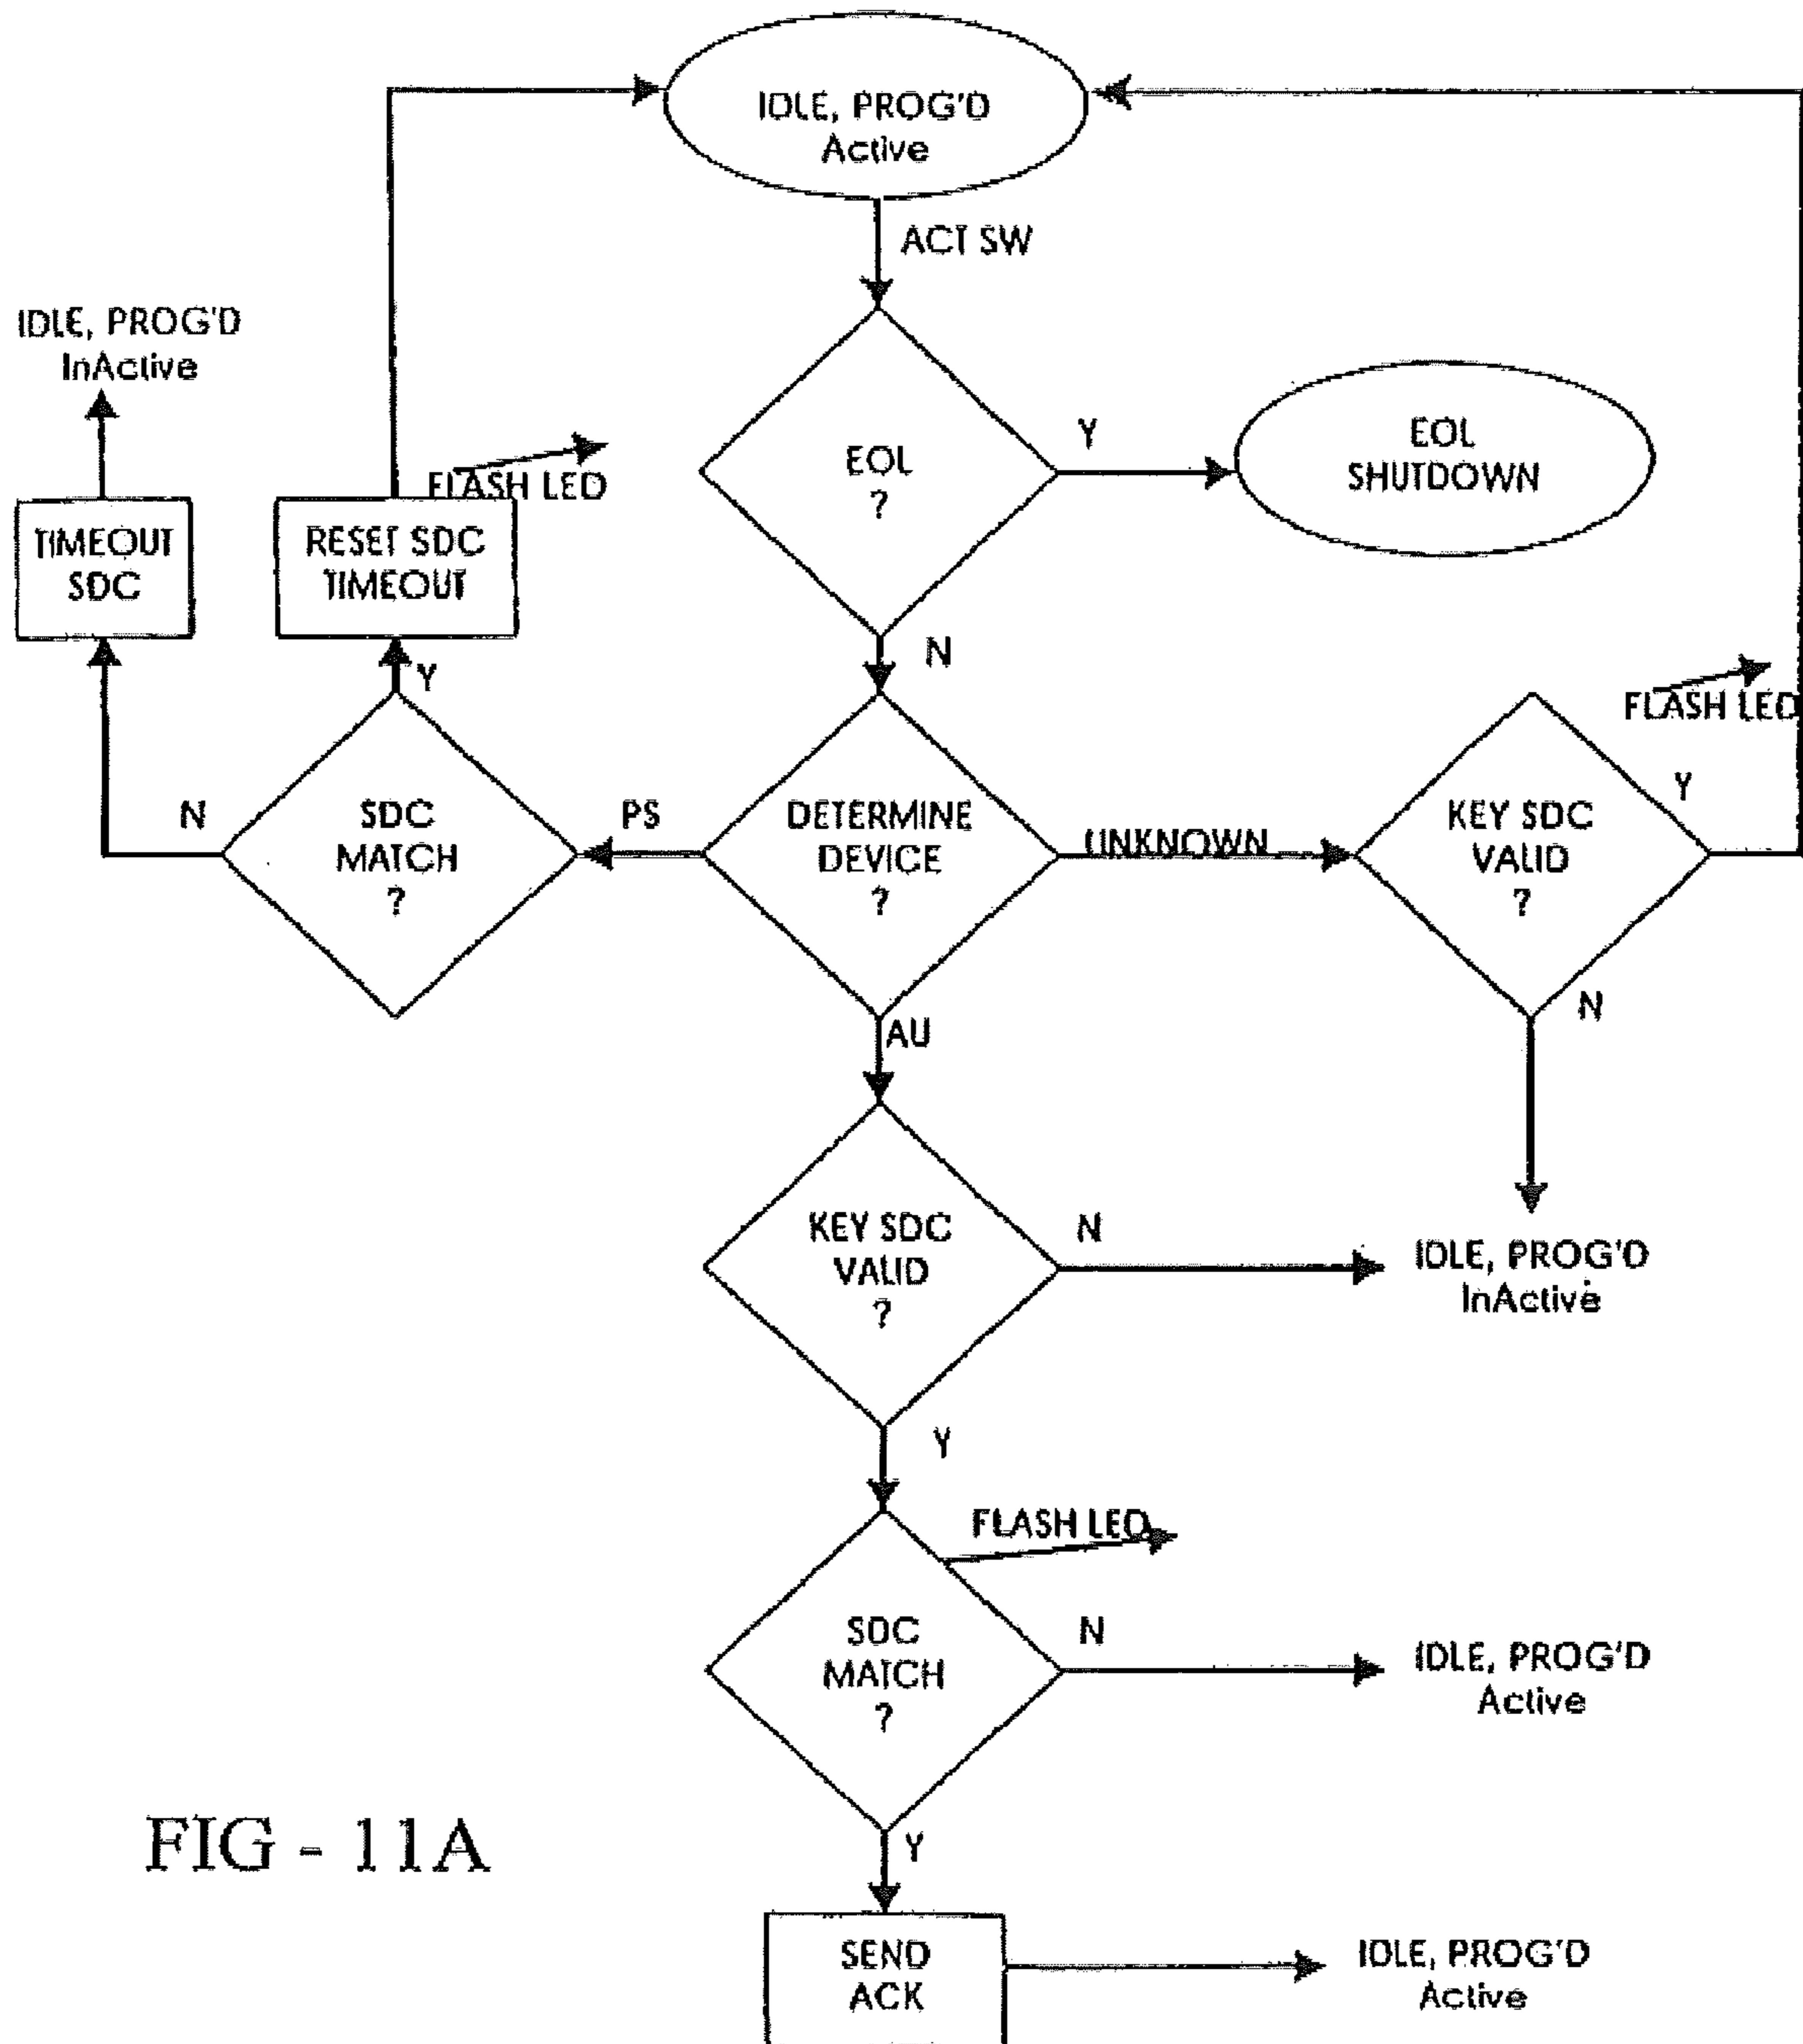 IDLE, PROG'D
Active
ACT SW
IDLE, PROG'D
InActive
EOL
?
Y
EOL
SHUTDOWN
FLASH LED
TIMEOUT
SDC
RESET SDC
TIMEOUT
N
Y
FLASH LED
N
SDC
MATCH
?
PS
DETERMINE
DEVICE
?
UNKNOWN
KEY SDC
VALID
?
Y
N
AU
KEY SDC
VALID
?
N
IDLE, PROG'D
InActive
Y
FLASH LED
SDC
MATCH
?
N
IDLE, PROG'D
Active
Y
FIG - 11A
SEND
ACK
IDLE, PROG'D
Active